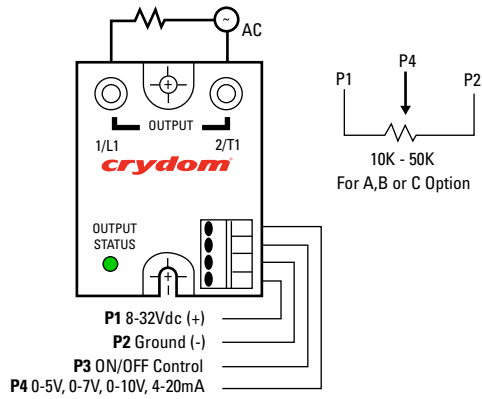 ~
AC
OUTPUT
1/L1
2/T1
crydom
OUTPUT
STATUS
P1 8-32Vdc (+)
P2 Ground (-)
P3 ON/OFF Control
P4 0-5V, 0-7V, 0-10V, 4-20mA
P4
P1
P2
10K - 50K
For A,B or C Option